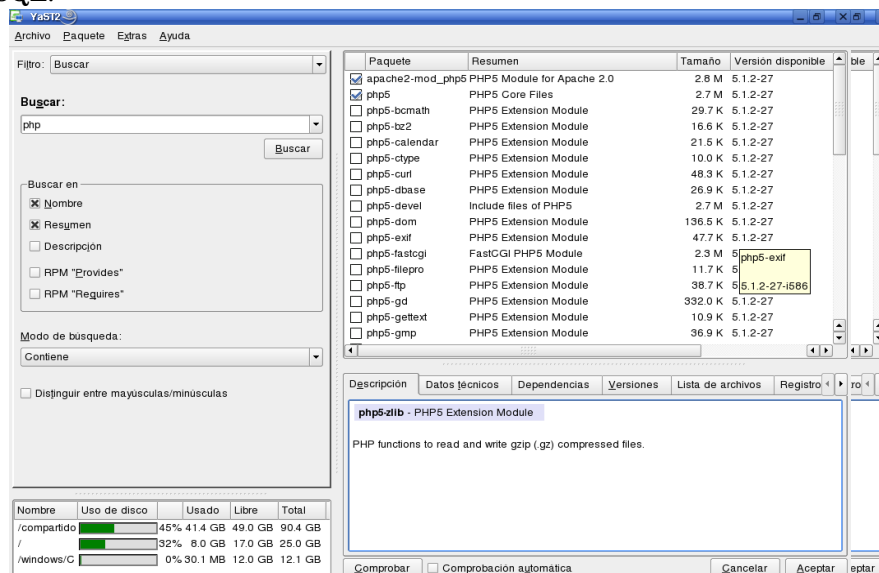 YaST2
Archivo Paquete Extras Ayuda
Filtro: Buscar
Buscar:
php
Buscar
Buscar en
Nombre
Resumen
Descripción
RPM "Provides"
RPM "Requires"
Modo de búsqueda:
Contiene
Distinguir entre mayúsculas/minúsculas
Nombre Uso de disco Usado Libre Total
/compartido 45% 41.4 GB 49.0 GB 90.4 GB
/ 32% 8.0 GB 17.0 GB 25.0 GB
/windows/C 0% 30.1 MB 12.0 GB 12.1 GB
Paquete Resumen Tamaño Versión disponible ble
apache2-mod_php5 PHP5 Module for Apache 2.0 2.8 M 5.1.2-27
php5 PHP5 Core Files 2.7 M 5.1.2-27
php5-bcmath PHP5 Extension Module 29.7 K 5.1.2-27
php5-bz2 PHP5 Extension Module 16.6 K 5.1.2-27
php5-calendar PHP5 Extension Module 21.5 K 5.1.2-27
php5-ctype PHP5 Extension Module 10.0 K 5.1.2-27
php5-curl PHP5 Extension Module 48.3 K 5.1.2-27
php5-dbase PHP5 Extension Module 26.9 K 5.1.2-27
php5-devel Include files of PHP5 2.7 M 5.1.2-27
php5-dom PHP5 Extension Module 136.5 K 5.1.2-27
php5-exif PHP5 Extension Module 47.7 K 5.1.2-27
php5-fastcgi FastCGI PHP5 Module 2.3 M 5
php5-filepro PHP5 Extension Module 11.7 K 5
php5-ftp PHP5 Extension Module 38.7 K 5
php5-gd PHP5 Extension Module 332.0 K 5.1.2-27
php5-gettext PHP5 Extension Module 10.9 K 5.1.2-27
php5-gmp PHP5 Extension Module 36.9 K 5.1.2-27
php5-exif
5.1.2-27-i586
Descripción Datos técnicos Dependencias Versiones Lista de archivos Registro ro
php5-zlib - PHP5 Extension Module
PHP functions to read and write gzip (.gz) compressed files.
Comprobar Comprobación automática Cancelar Aceptar eptar